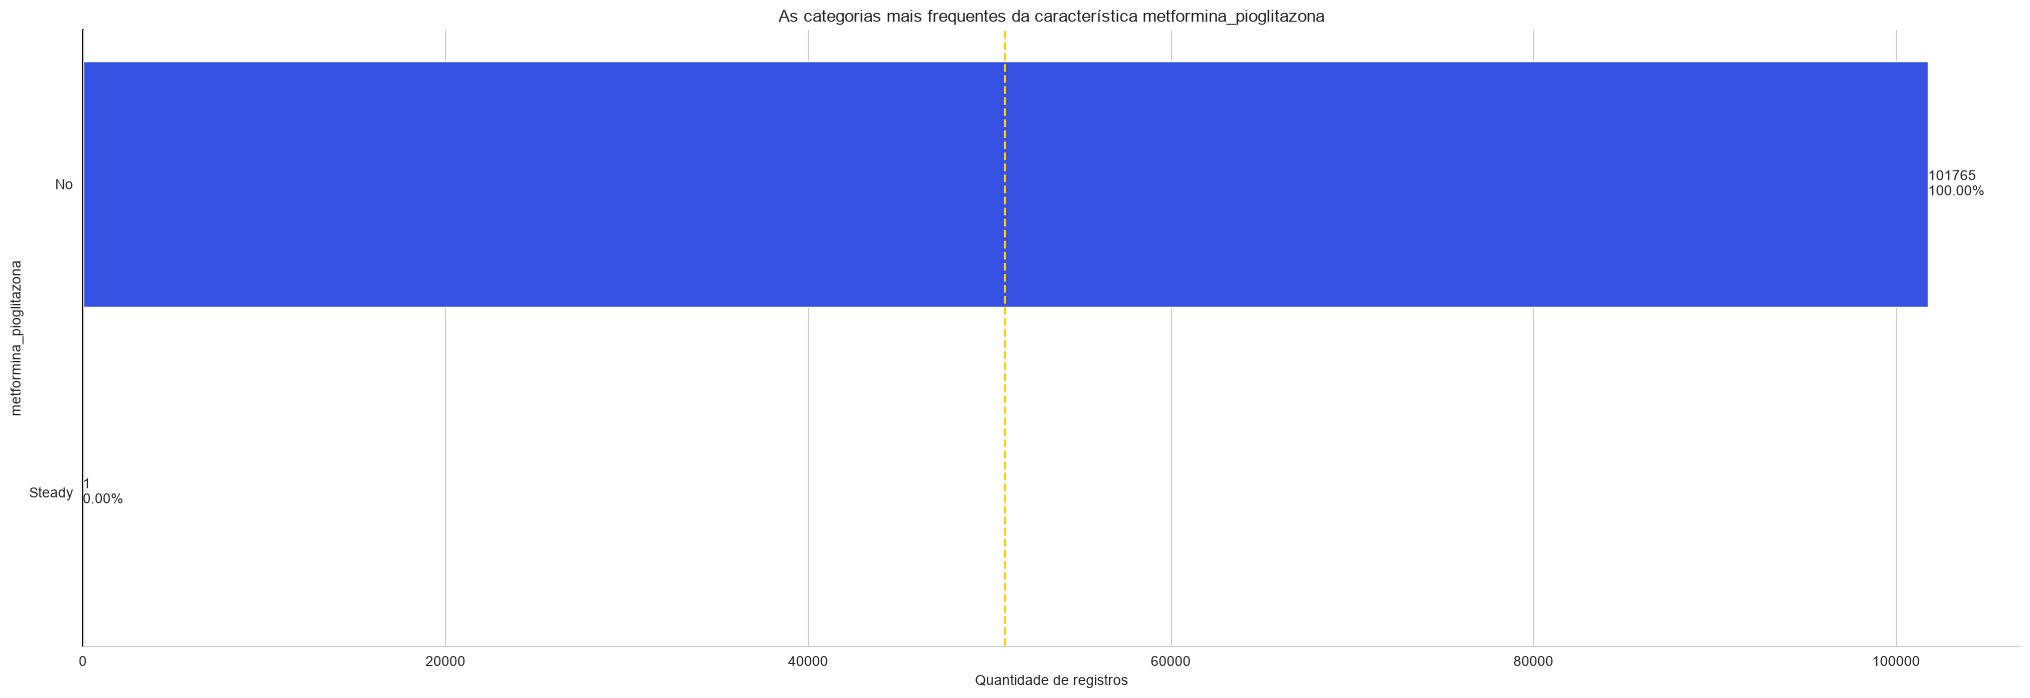 As categorias mais frequentes da característica metformina_pioglitazona
metformina_pioglitazona
No
101765
100.00%
Steady
1
0.00%
0
20000
40000
60000
80000
100000
Quantidade de registros